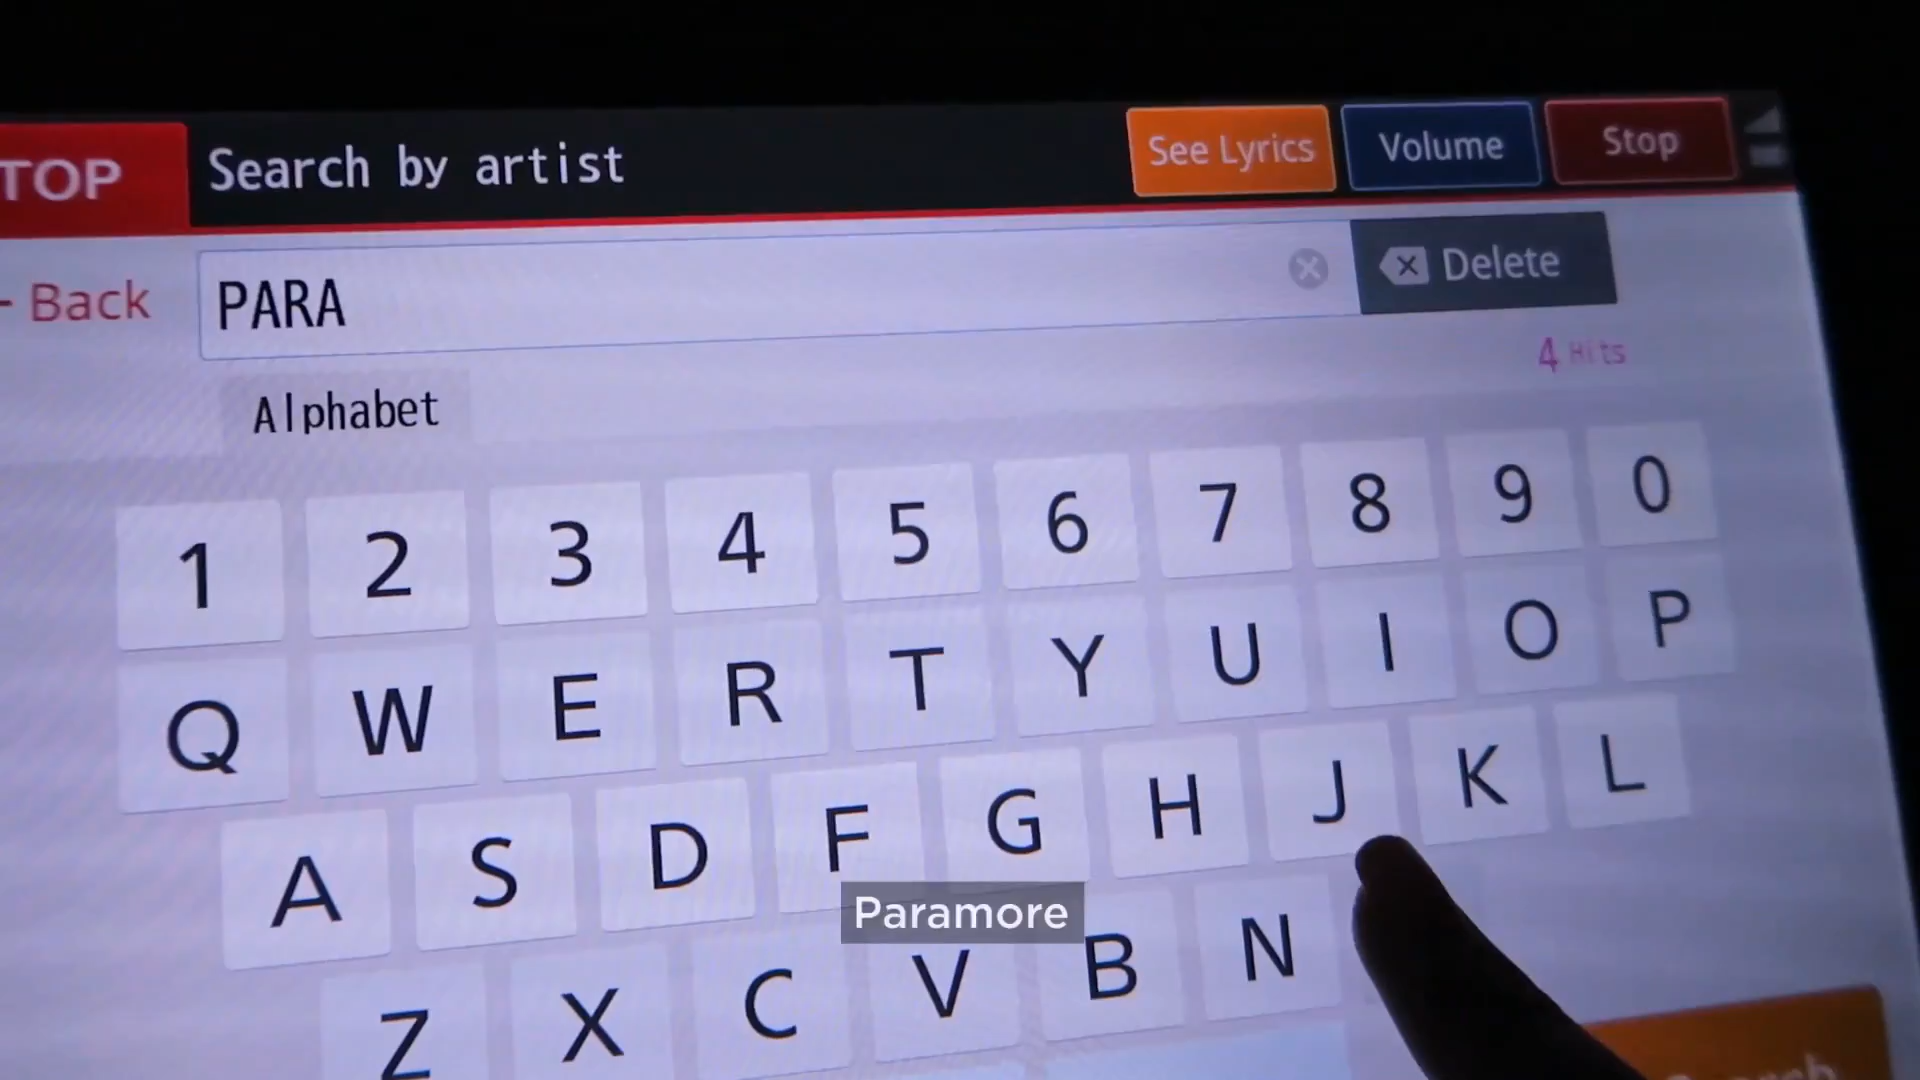 TOP Search by artist See Lyrics Volume Stop
Back PARA Delete
4 Hits
Alphabet
1 2 3 4 5 6 7 8 9 0
Q W E R T Y U I O P
A S D F G H J K L
Paramore
Z X C V B N